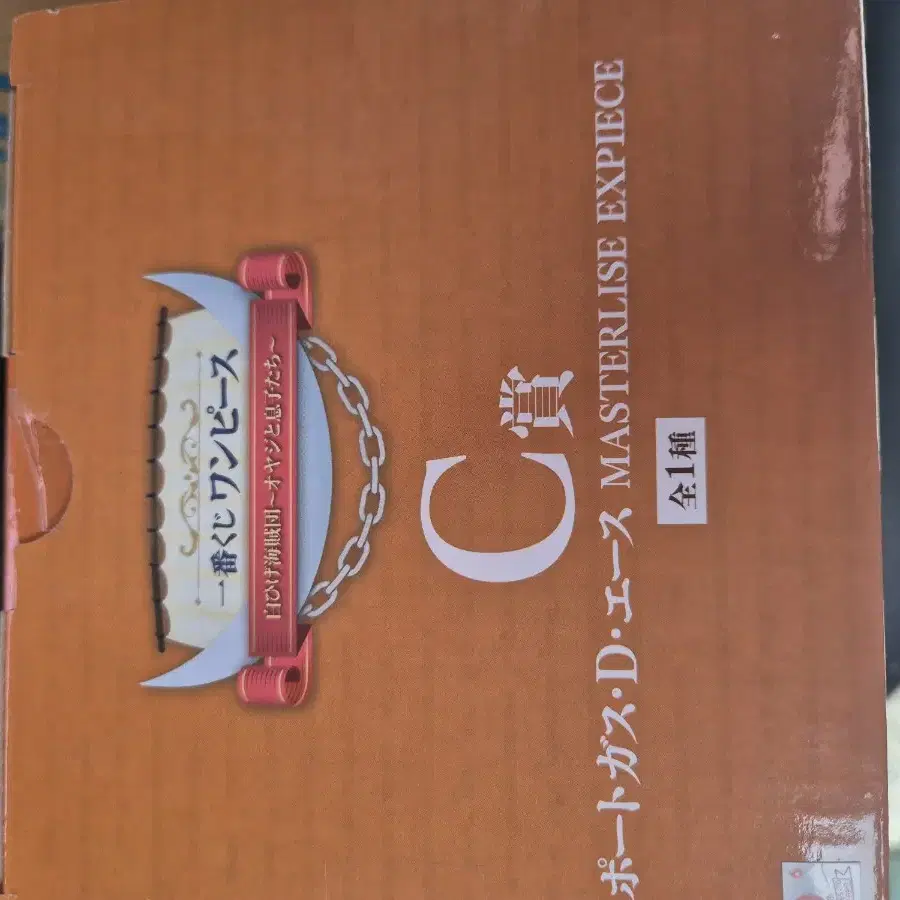 一番くじ ワンピース
白ひげ海賊団～オヤジと息子たち～
C賞
ポートガス・D・エース MASTERLISE EXPIECE
全1種